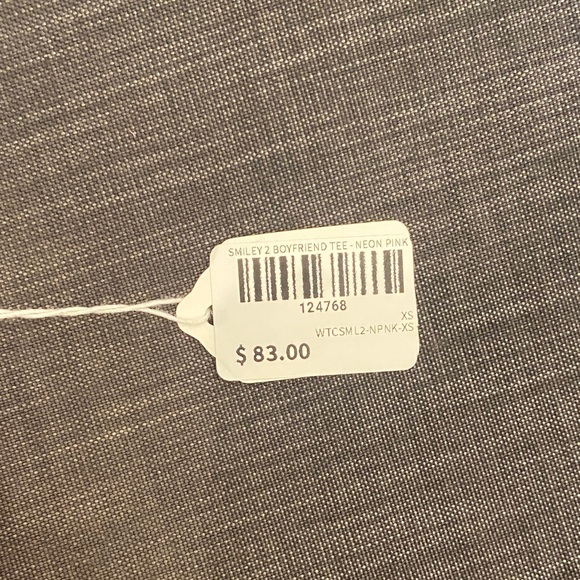 SMILEY 2 BOYFRIEND TEE - NEON PINK
124768
XS
WTCSML2-NPNK-XS
$ 83.00